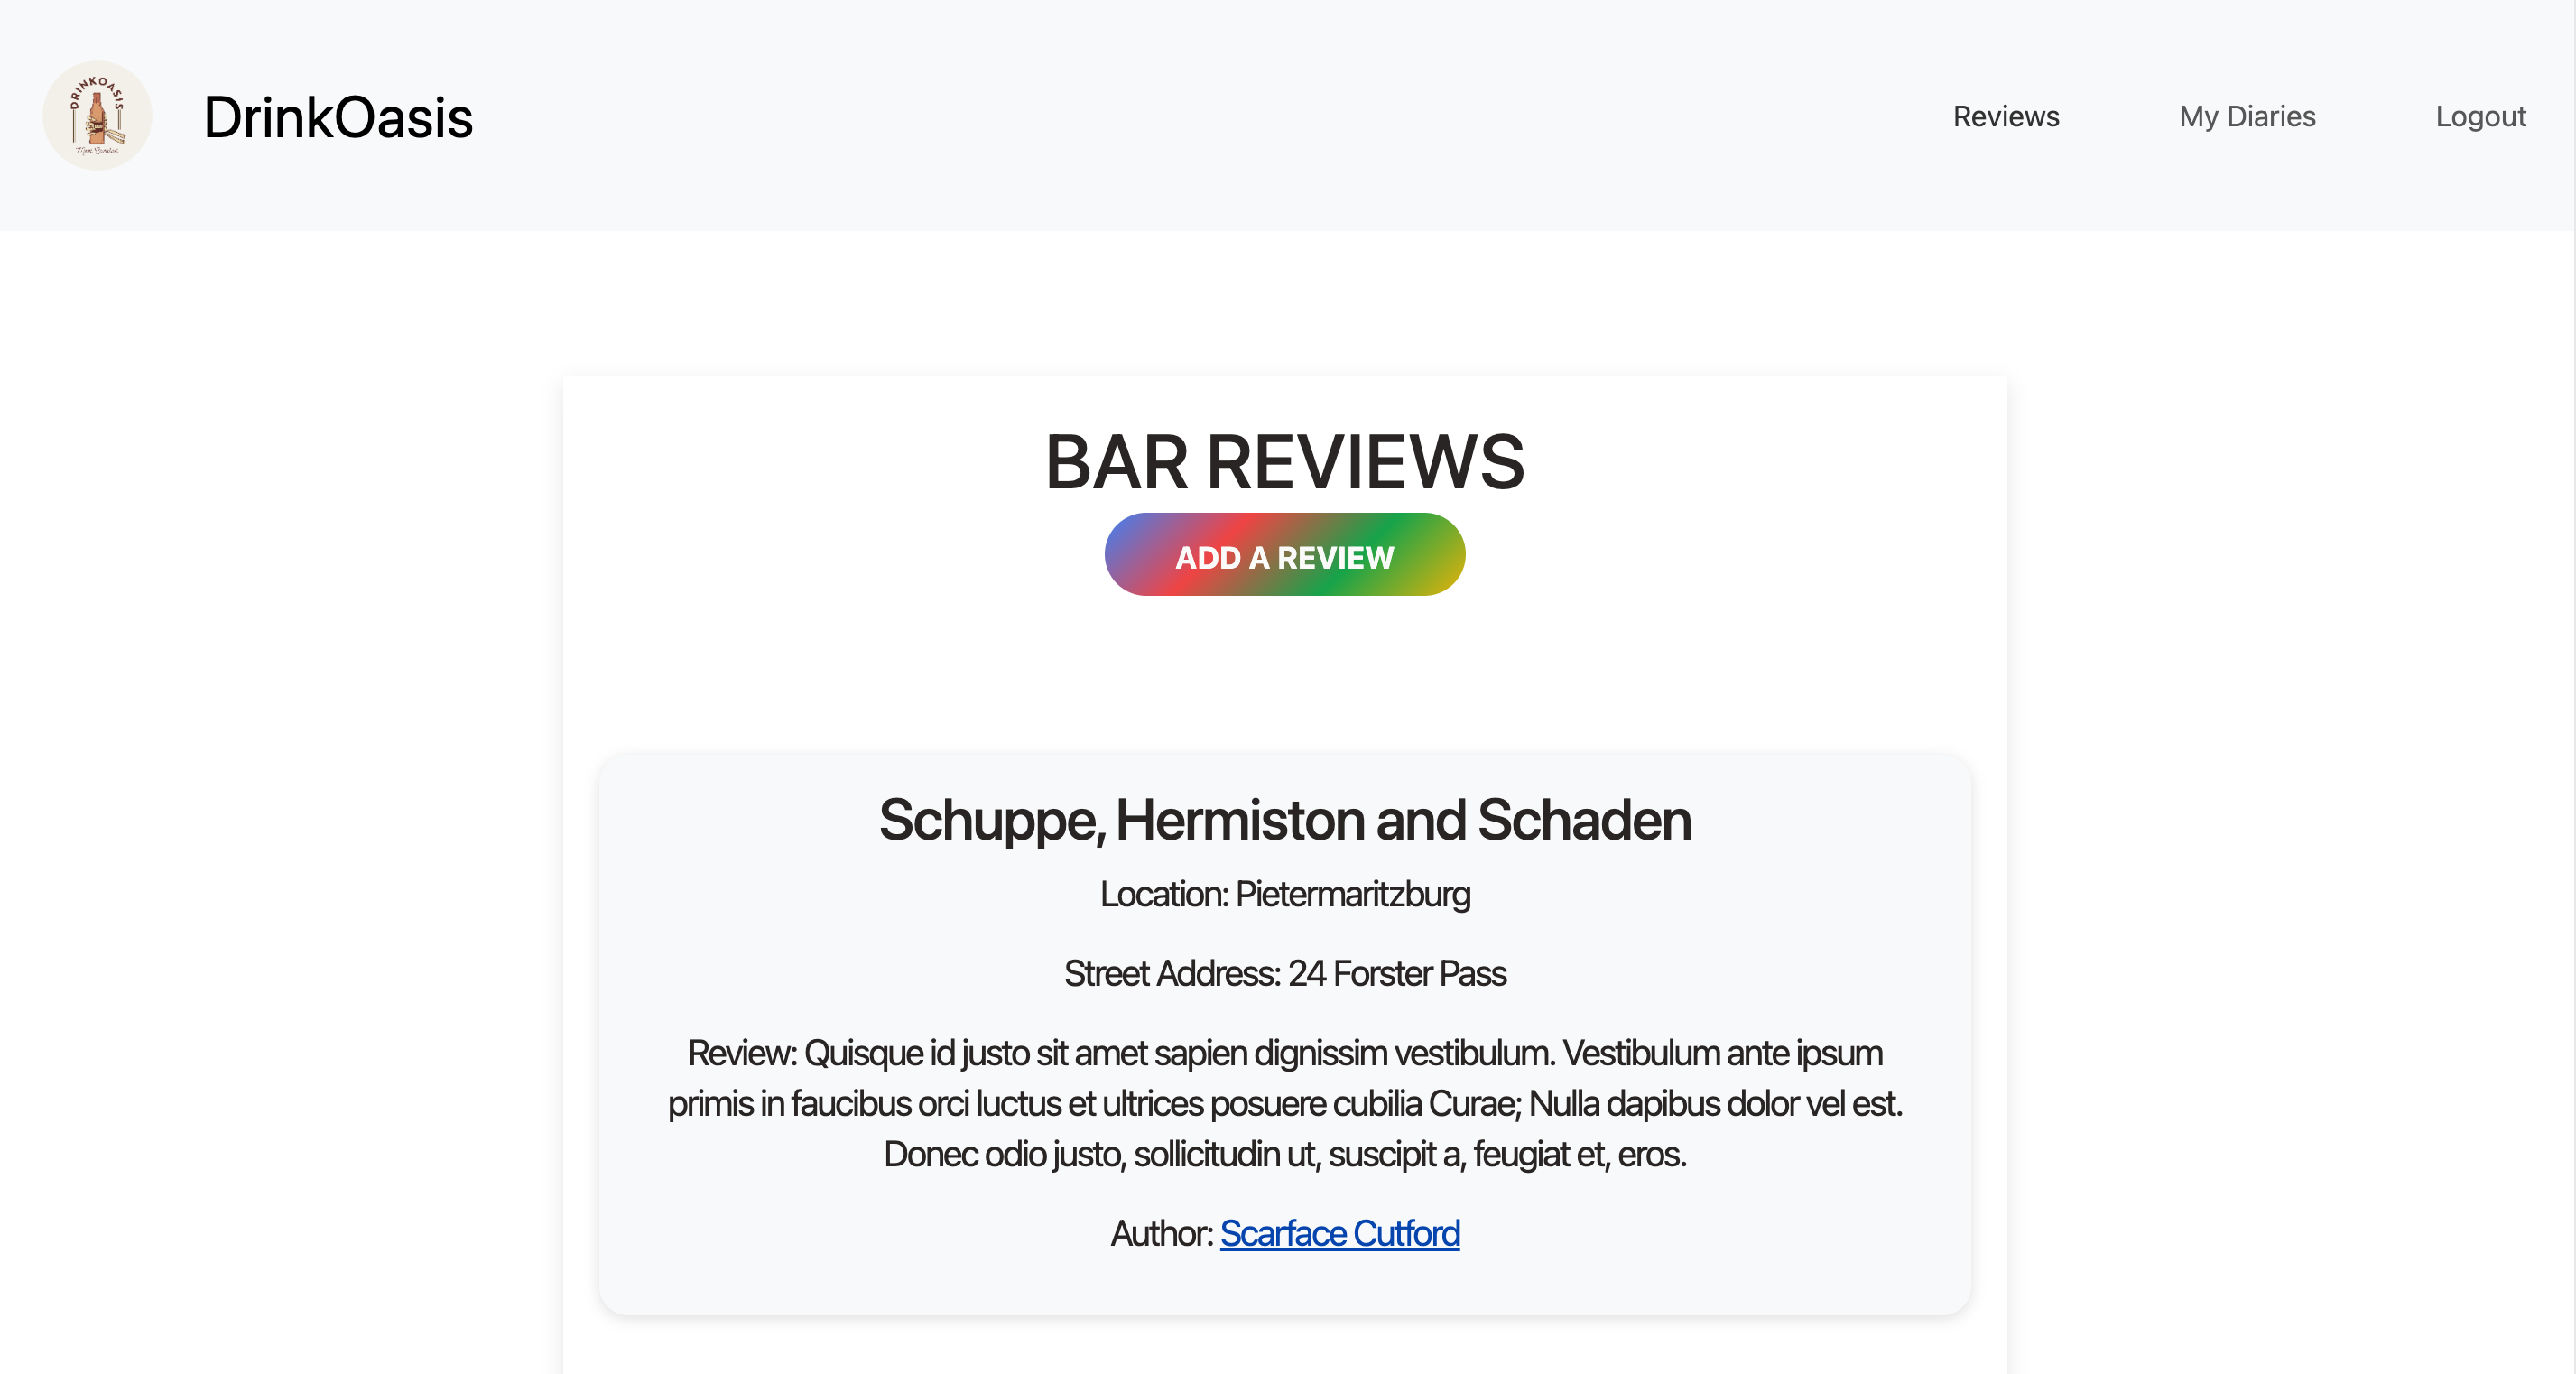 DRINKOASIS
DrinkOasis
Reviews
My Diaries
Logout
BAR REVIEWS
ADD A REVIEW
Schuppe, Hermiston and Schaden
Location: Pietermaritzburg
Street Address: 24 Forster Pass
Review: Quisque id justo sit amet sapien dignissim vestibulum. Vestibulum ante ipsum
primis in faucibus orci luctus et ultrices posuere cubilia Curae; Nulla dapibus dolor vel est.
Donec odio justo, sollicitudin ut, suscipit a, feugiat et, eros.
Author: Scarface Cutford